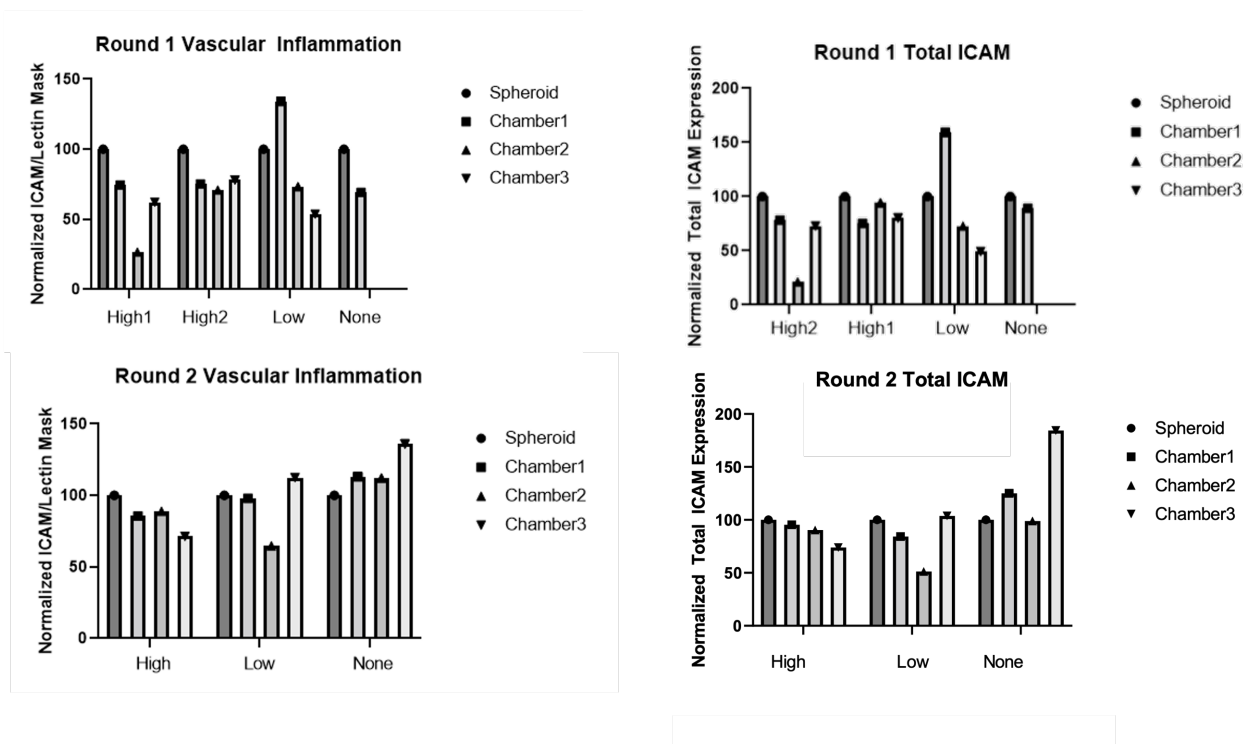 Round 1 Vascular Inflammation
Normalized ICAM/Lectin Mask
150
100
50
0
High1
High2
Low
None
Spheroid
Chamber1
Chamber2
Chamber3
Round 1 Total ICAM
Normalized Total ICAM Expression
200
150
100
50
0
High2
High1
Low
None
Spheroid
Chamber1
Chamber2
Chamber3
Round 2 Vascular Inflammation
Normalized ICAM/Lectin Mask
150
100
50
0
High
Low
None
Spheroid
Chamber1
Chamber2
Chamber3
Round 2 Total ICAM
Normalized Total ICAM Expression
200
150
100
50
0
High
Low
None
Spheroid
Chamber1
Chamber2
Chamber3